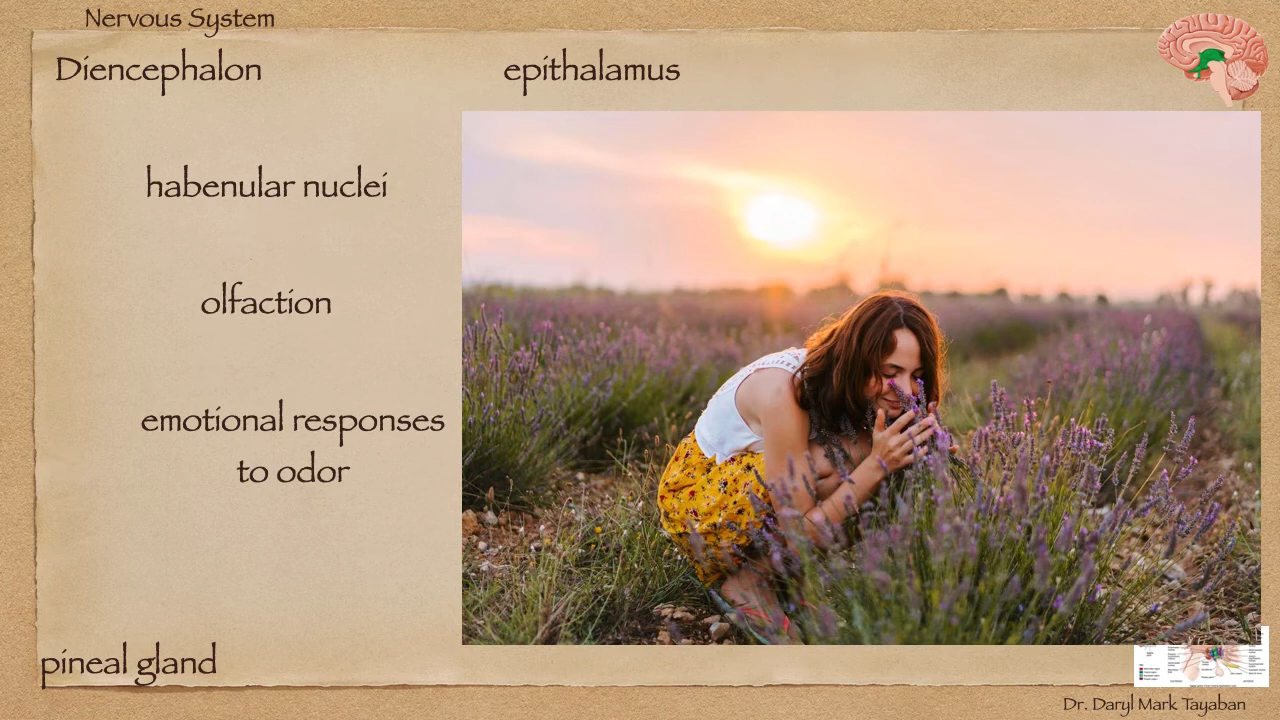 Nervous System
Diencephalon
epithalamus
habenular nuclei
olfaction
emotional responses
to odor
pineal gland
Dr. Daryl Mark Tayaban